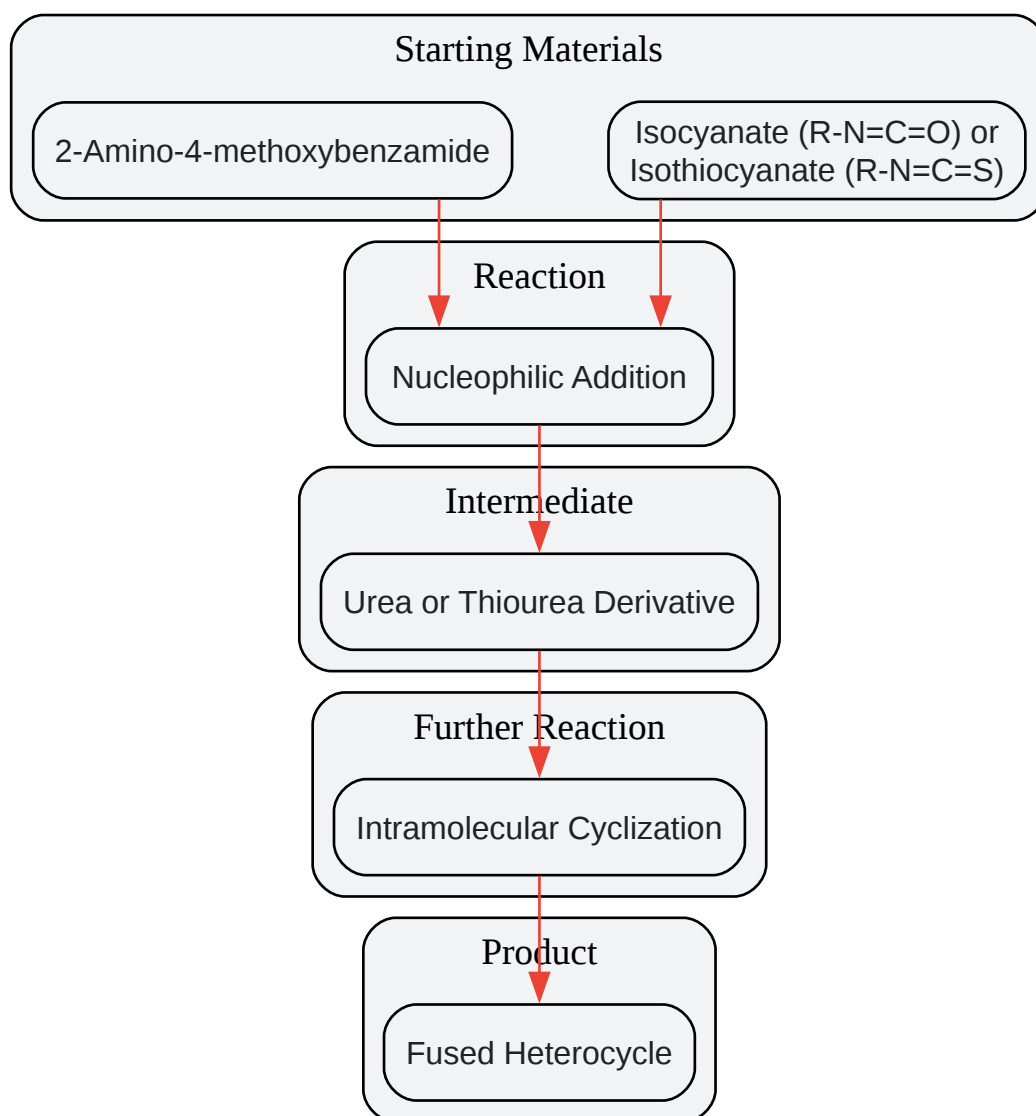 Starting Materials
2-Amino-4-methoxybenzamide
Isocyanate (R-N=C=O) or
Isothiocyanate (R-N=C=S)
Reaction
Nucleophilic Addition
Intermediate
Urea or Thiourea Derivative
Further Reaction
Intramolecular Cyclization
Product
Fused Heterocycle